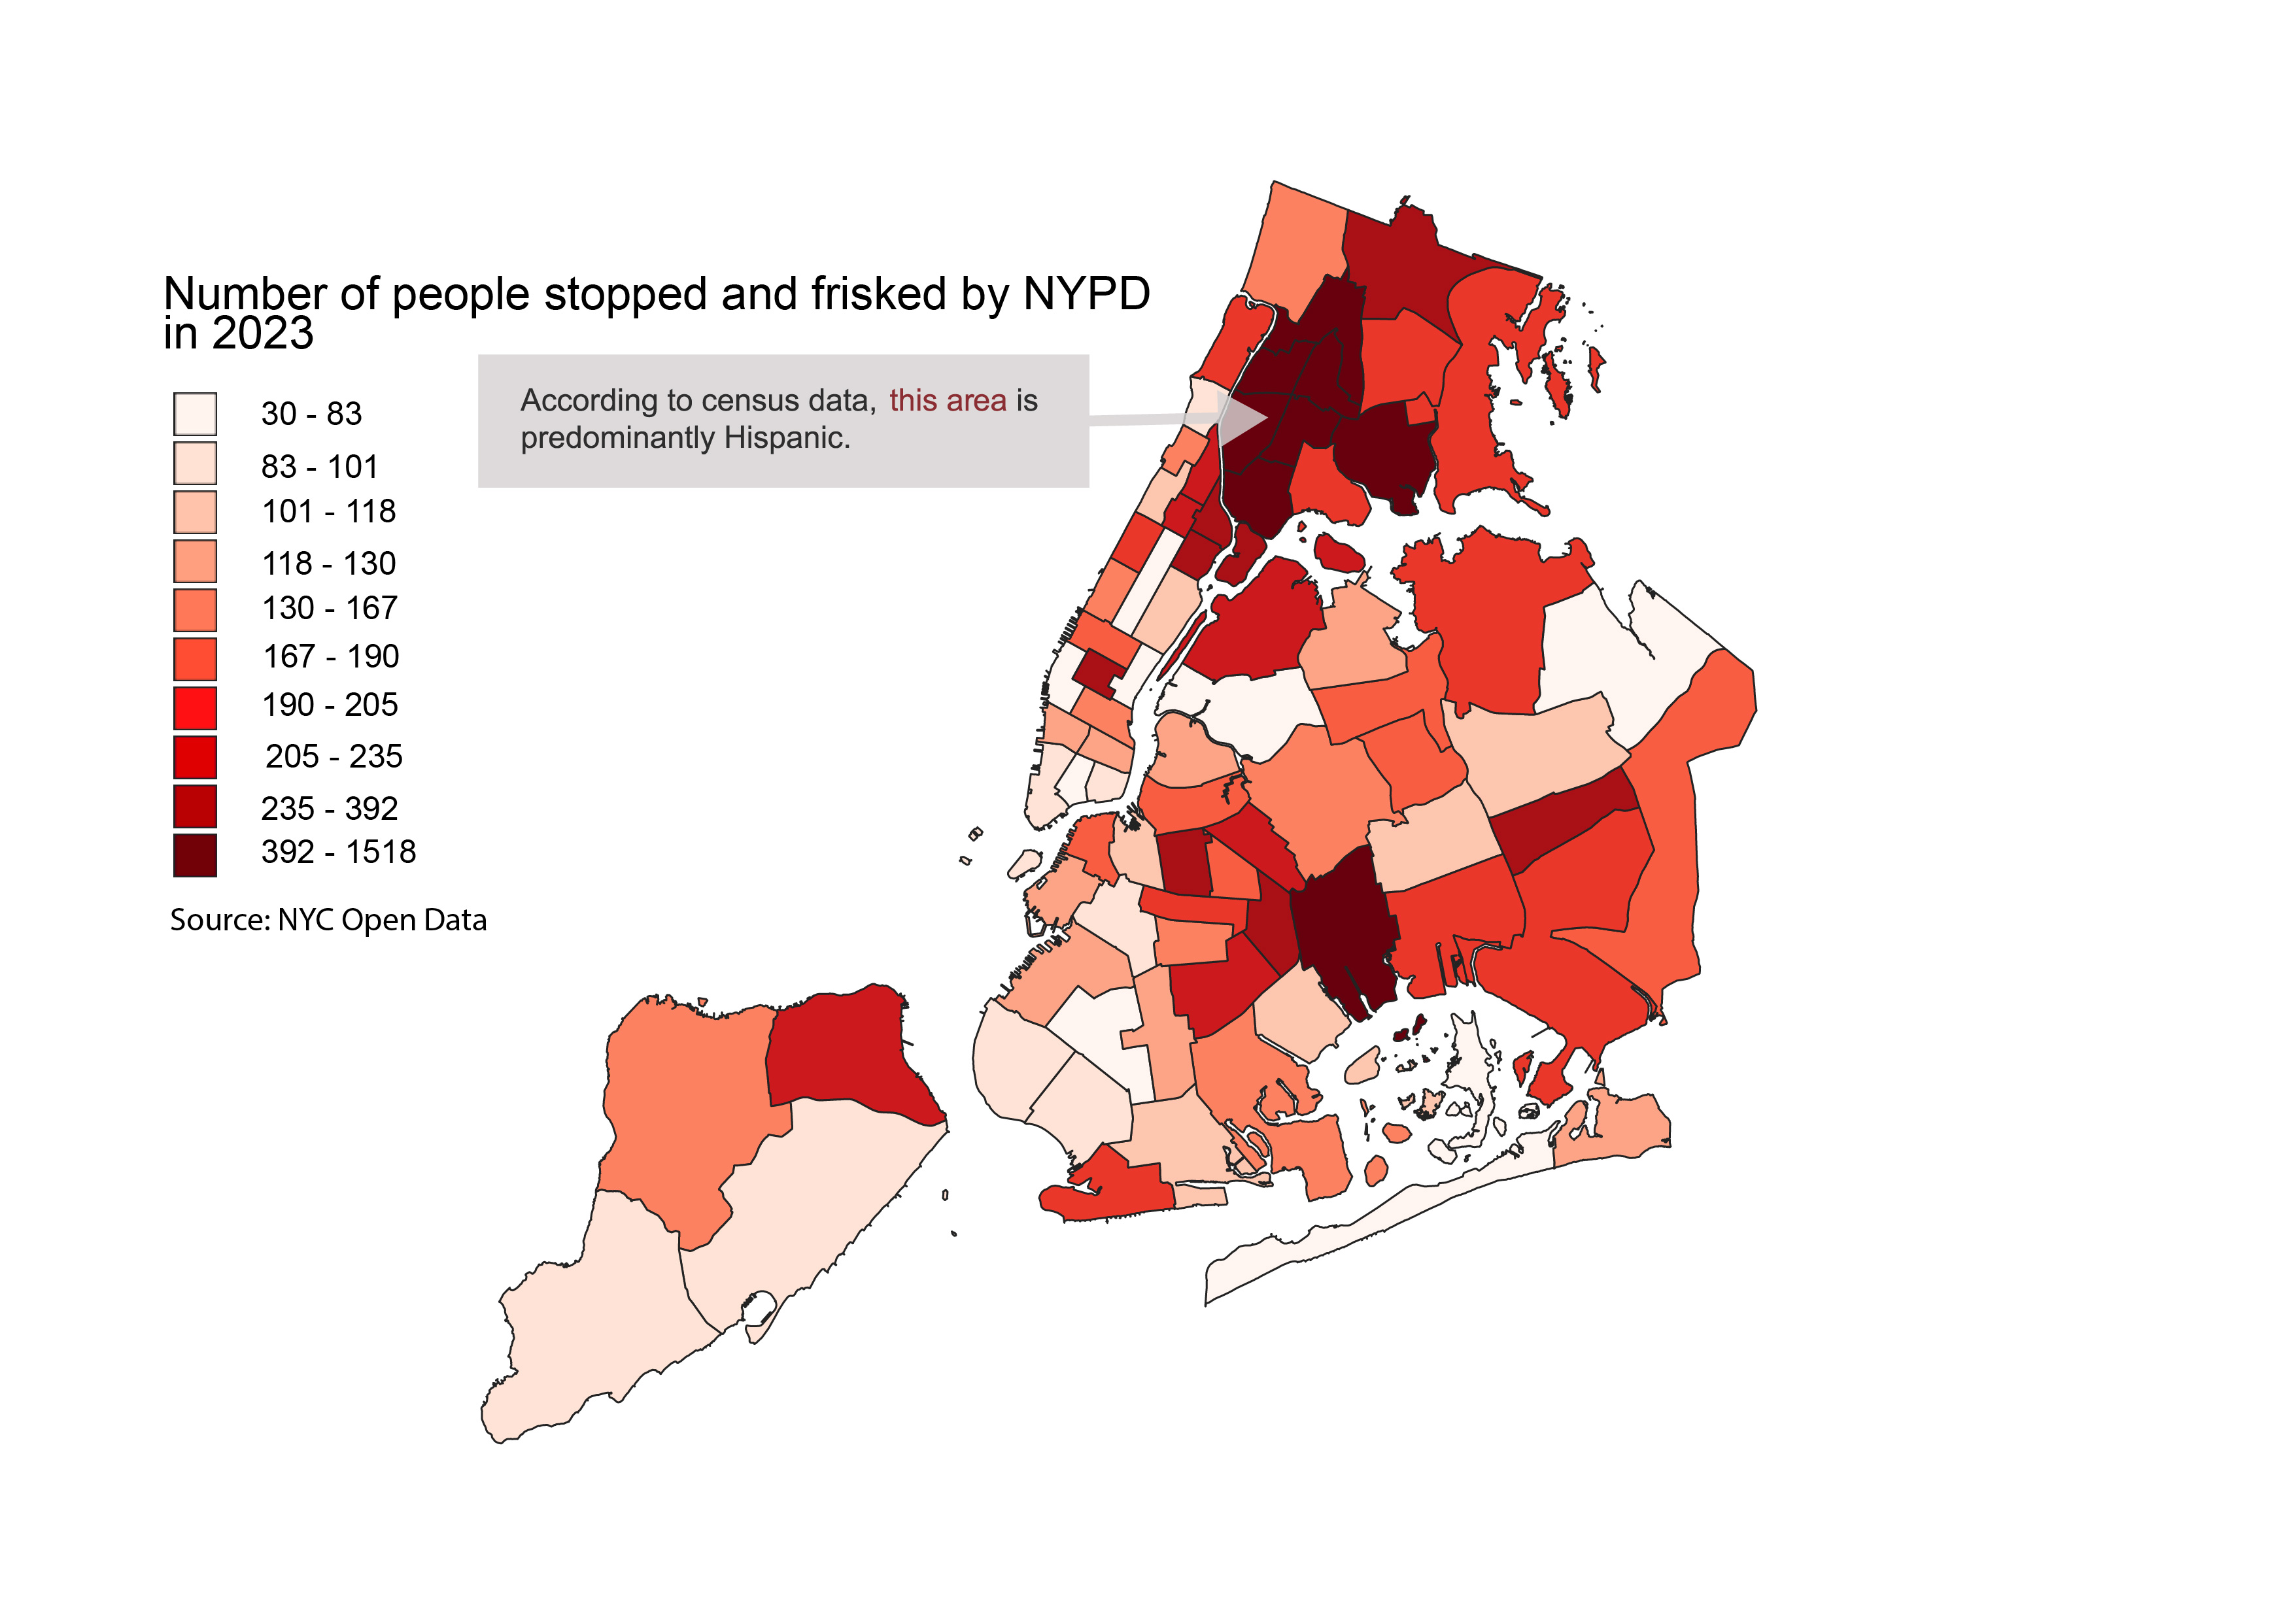 Number of people stopped and frisked by NYPD
in 2023
According to census data, this area is
predominantly Hispanic.
30 - 83
83 - 101
101 - 118
118 - 130
130 - 167
167 - 190
190 - 205
205 - 235
235 - 392
392 - 1518
Source: NYC Open Data